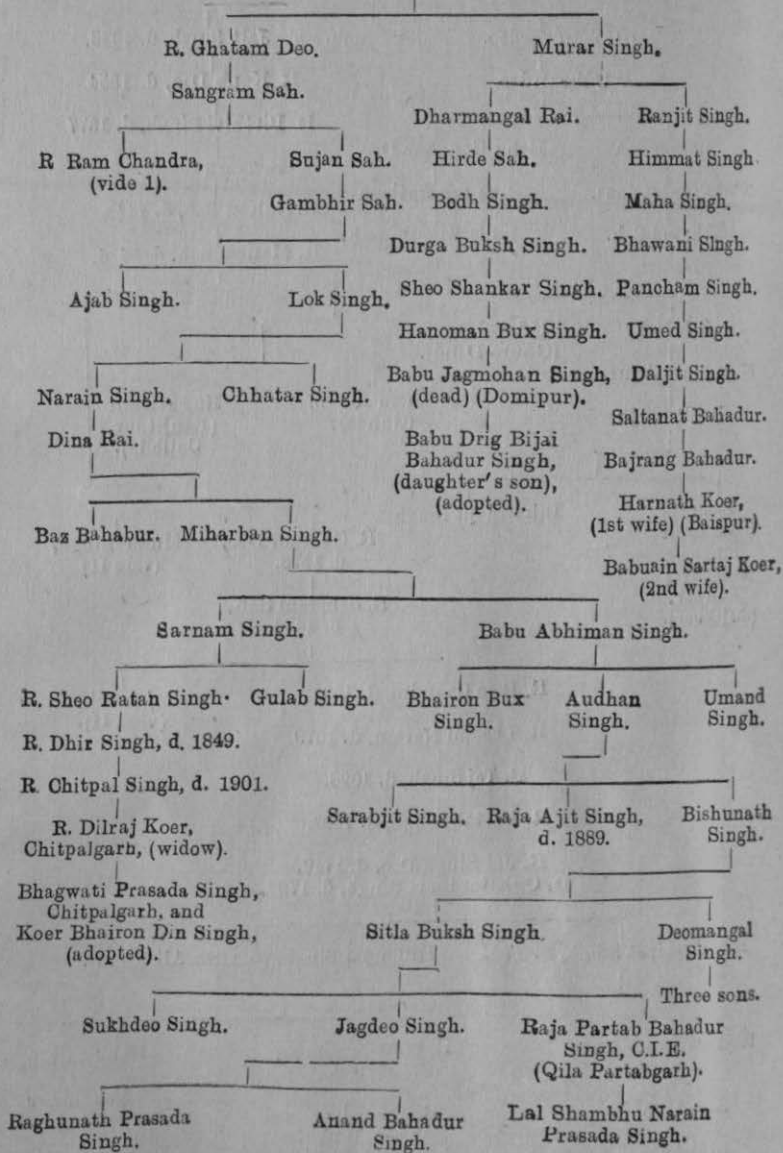 R. Ghatam Deo. Murar Singh.
Sangram Sah.
Dharmangal Rai. Ranjit Singh.
R Ram Chandra, Sujan Sah. Hirde Sah. Himmat Singh
(vide 1).
Gambhir Sah. Bodh Singh. Maha Singh.
Durga Buksh Singh. Bhawani Singh.
Ajab Singh. Lok Singh. Sheo Shankar Singh. Pancham Singh.
Hanoman Bux Singh. Umed Singh.
Narain Singh. Chhatar Singh. Babu Jagmohan Singh, Daljit Singh.
(dead) (Domipur).
Saltanat Bahadur.
Dina Rai. Babu Drig Bijai
Bahadur Singh, Bajrang Bahadur.
(daughter's son),
(adopted). Harnath Koer,
(1st wife) (Baispur).
Baz Bahabur. Miharban Singh.
Babuain Sartaj Koer,
(2nd wife).
Sarnam Singh. Babu Abhiman Singh.
R. Sheo Ratan Singh. Gulab Singh. Bhairon Bux Audhan Umand
Singh. Singh. Singh.
R. Dhir Singh, d. 1849.
R. Chitpal Singh, d. 1901.
Sarabjit Singh. Raja Ajit Singh, Bishunath
d. 1889. Singh.
R. Dilraj Koer,
Chitpalgarh, (widow).
Bhagwati Prasada Singh,
Chitpalgarh, and
Koer Bhairon Din Singh, Sitla Buksh Singh Deomangal
(adopted). Singh.
Three sons.
Sukhdeo Singh. Jagdeo Singh. Raja Partab Bahadur
Singh, C.I.E.
(Qila Partabgarh).
Raghunath Prasada Anand Bahadur Lal Shambhu Narain
Singh. Singh. Prasada Singh.